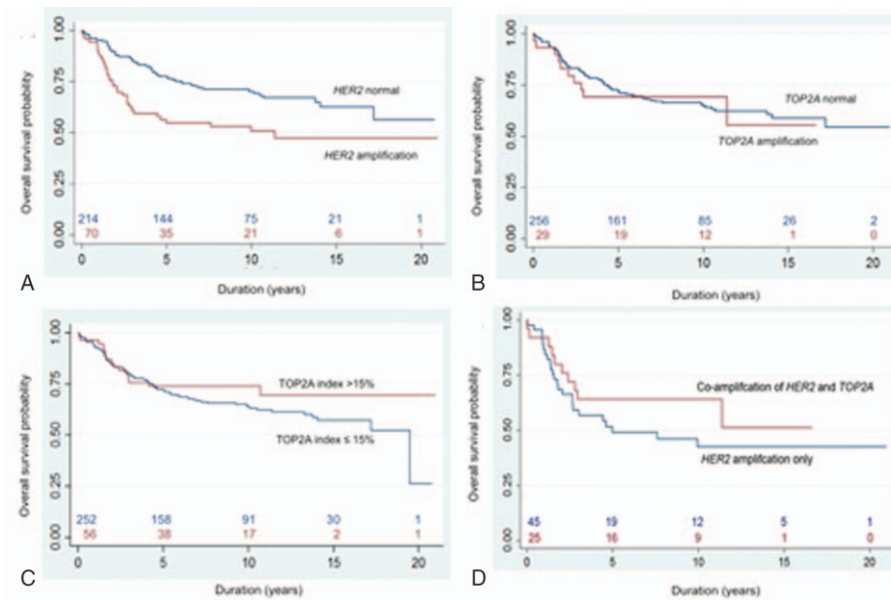 1.00
0.75
0.50
0.25
0.00
Overall survival probability
HER2 normal
HER2 amplification
214 144 75 21 1
70 35 21 6 1
0 5 10 15 20
Duration (years)
A
1.00
0.75
0.50
0.25
0.00
Overall survival probability
TOP2A normal
TOP2A amplification
256 161 85 26 2
29 19 12 1 0
0 5 10 15 20
Duration (years)
B
1.00
0.75
0.50
0.25
0.00
Overall survival probability
TOP2A index >15%
TOP2A index ≤ 15%
252 158 91 30 1
56 38 17 2 1
0 5 10 15 20
Duration (years)
C
1.00
0.75
0.50
0.25
0.00
Overall survival probability
Co-amplifcation of HER2 and TOP2A
HER2 amplifcation only
45 19 12 5 1
25 16 9 1 0
0 5 10 15 20
Duration (years)
D